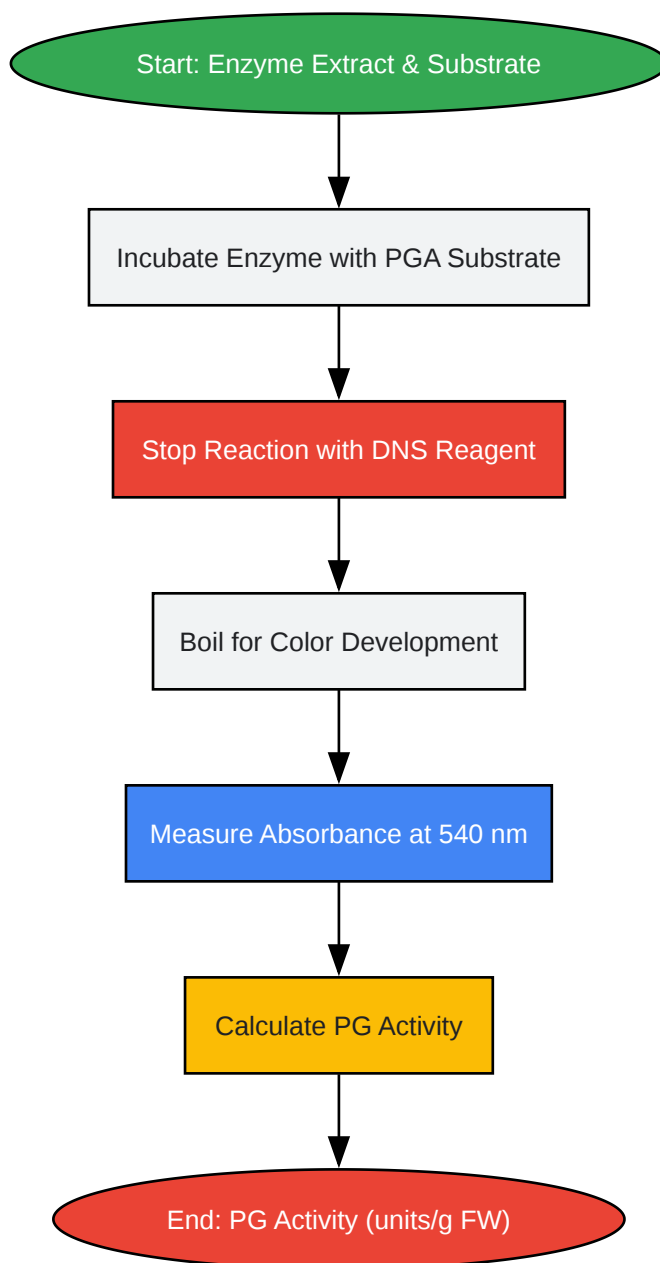 Start: Enzyme Extract & Substrate
Incubate Enzyme with PGA Substrate
Stop Reaction with DNS Reagent
Boil for Color Development
Measure Absorbance at 540 nm
Calculate PG Activity
End: PG Activity (units/g FW)